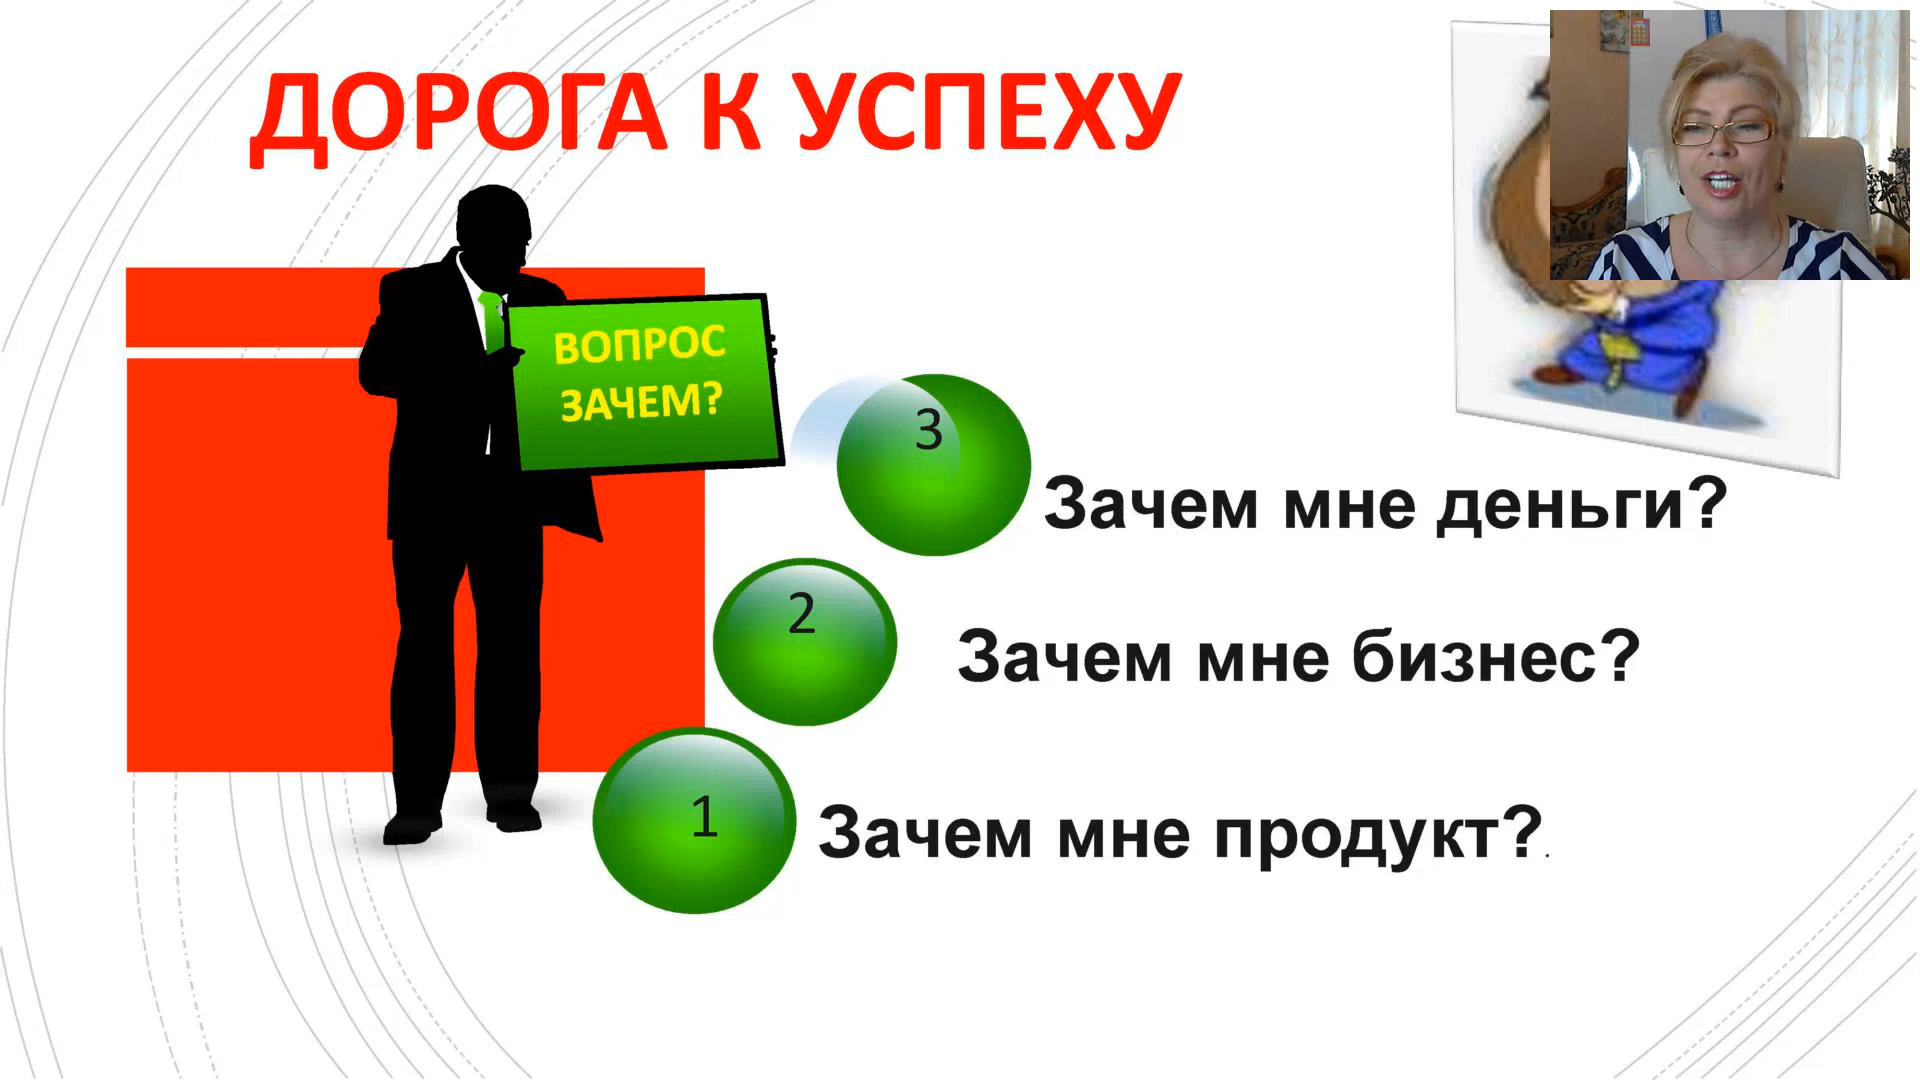 ДОРОГА К УСПЕХУ
ВОПРОС
ЗАЧЕМ?
3
Зачем мне деньги?
2
Зачем мне бизнес?
1
Зачем мне продукт?.